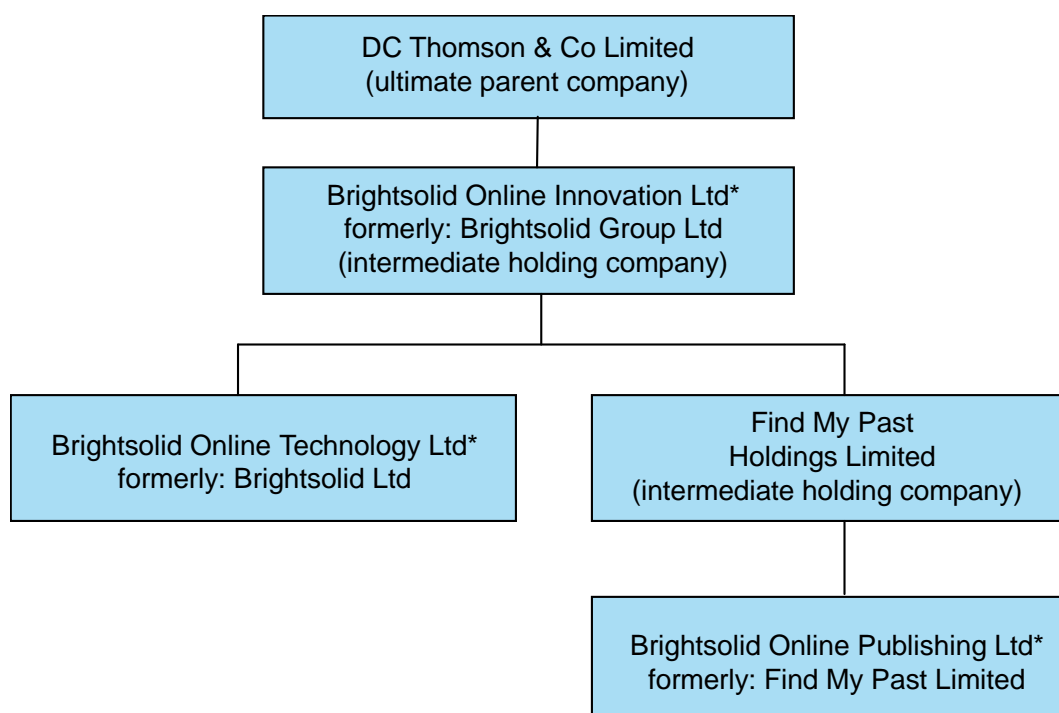 DC Thomson & Co Limited
(ultimate parent company)
Brightsolid Online Innovation Ltd*
formerly: Brightsolid Group Ltd
(intermediate holding company)
Brightsolid Online Technology Ltd*
formerly: Brightsolid Ltd
Find My Past
Holdings Limited
(intermediate holding company)
Brightsolid Online Publishing Ltd*
formerly: Find My Past Limited